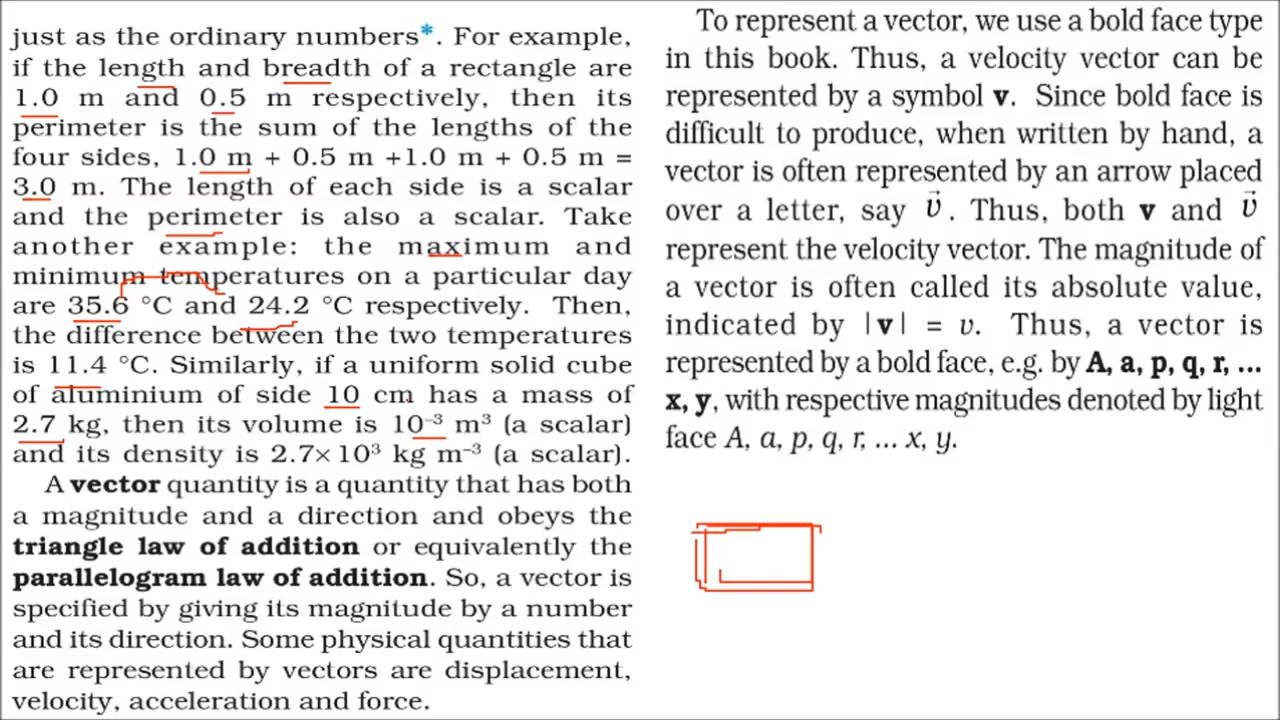 just as the ordinary numbers*. For example,
if the length and breadth of a rectangle are
1.0 m and 0.5 m respectively, then its
perimeter is the sum of the lengths of the
four sides, 1.0 m + 0.5 m +1.0 m + 0.5 m =
3.0 m. The length of each side is a scalar
and the perimeter is also a scalar. Take
another example: the maximum and
minimum temperatures on a particular day
are 35.6 °C and 24.2 °C respectively. Then,
the difference between the two temperatures
is 11.4 °C. Similarly, if a uniform solid cube
of aluminium of side 10 cm has a mass of
2.7 kg, then its volume is 10⁻³ m³ (a scalar)
and its density is 2.7× 10³ kg m⁻³ (a scalar).
A vector quantity is a quantity that has both
a magnitude and a direction and obeys the
triangle law of addition or equivalently the
parallelogram law of addition. So, a vector is
specified by giving its magnitude by a number
and its direction. Some physical quantities that
are represented by vectors are displacement,
velocity, acceleration and force.
To represent a vector, we use a bold face type
in this book. Thus, a velocity vector can be
represented by a symbol v. Since bold face is
difficult to produce, when written by hand, a
vector is often represented by an arrow placed
over a letter, say v⃗. Thus, both v and v⃗
represent the velocity vector. The magnitude of
a vector is often called its absolute value,
indicated by |v| = v. Thus, a vector is
represented by a bold face, e.g. by A, a, p, q, r, ...
x, y, with respective magnitudes denoted by light
face A, a, p, q, r, ... x, y.